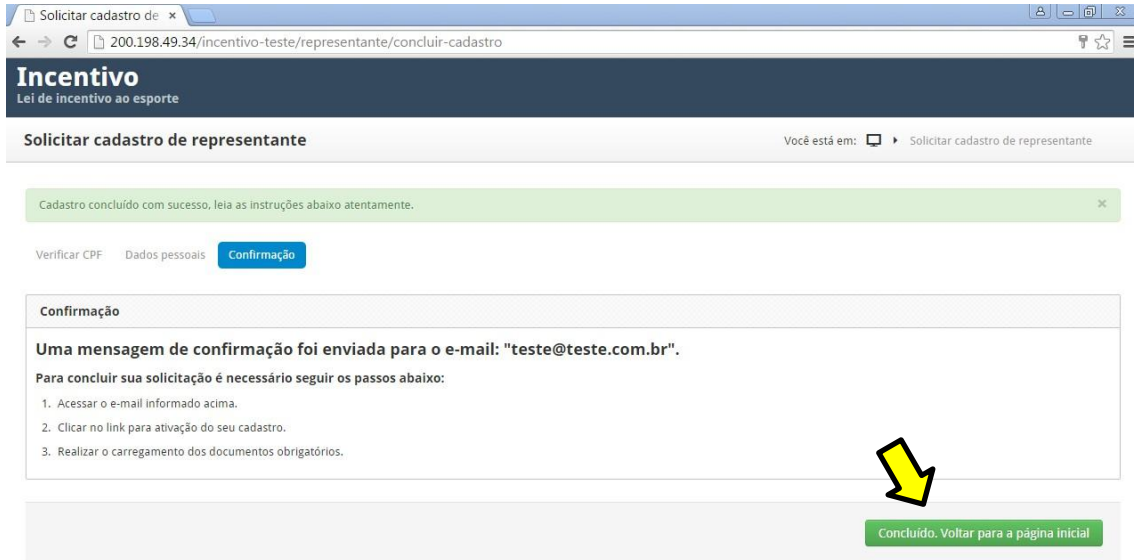 Solicitar cadastro de
200.198.49.34/incentivo-teste/representante/concluir-cadastro
Incentivo
Lei de incentivo ao esporte
Solicitar cadastro de representante
Você está em: Solicitar cadastro de representante
Cadastro concluído com sucesso, leia as instruções abaixo atentamente.
Verificar CPF Dados pessoais Confirmação
Confirmação
Uma mensagem de confirmação foi enviada para o e-mail: "teste@teste.com.br".
Para concluir sua solicitação é necessário seguir os passos abaixo:
1. Acessar o e-mail informado acima.
2. Clicar no link para ativação do seu cadastro.
3. Realizar o carregamento dos documentos obrigatórios.
Concluído. Voltar para a página inicial